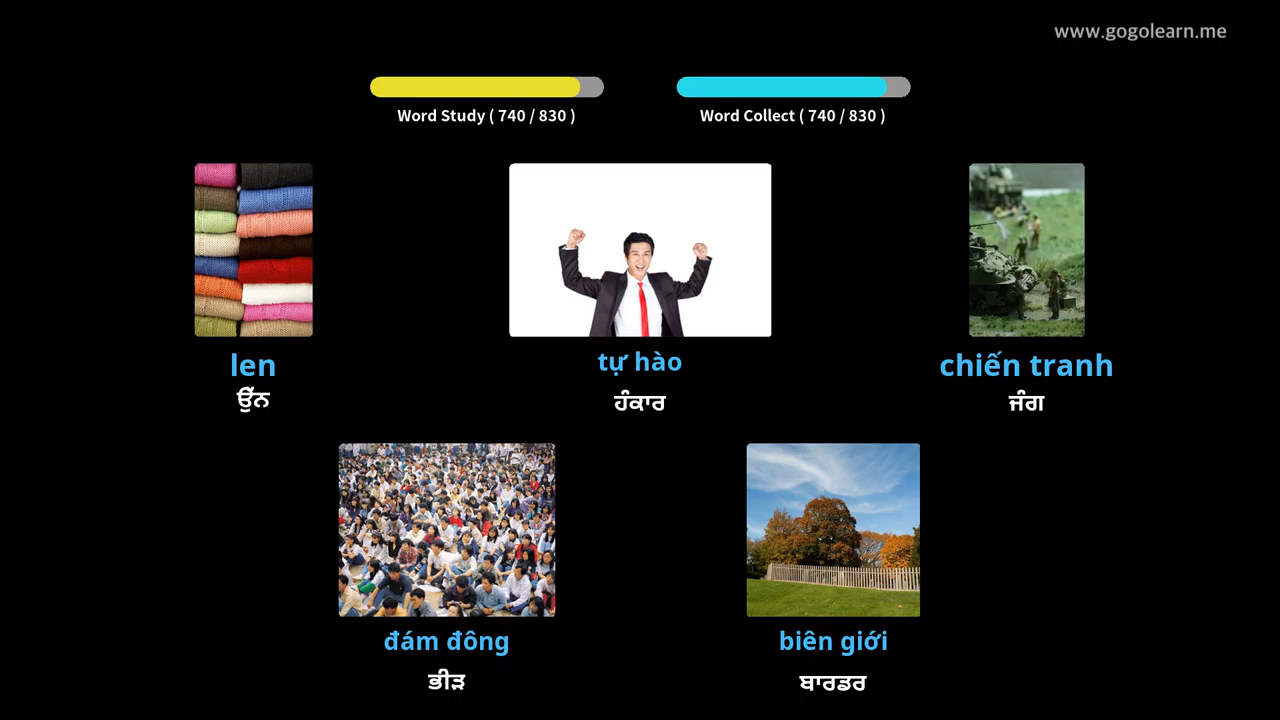 www.gogolearn.me
Word Study ( 740 / 830 )
Word Collect ( 740 / 830 )
len
ਉੱਨ
tự hào
ਹੰਕਾਰ
chiến tranh
ਜੰਗ
đám đông
ਭੀੜ
biên giới
ਬਾਰਡਰ